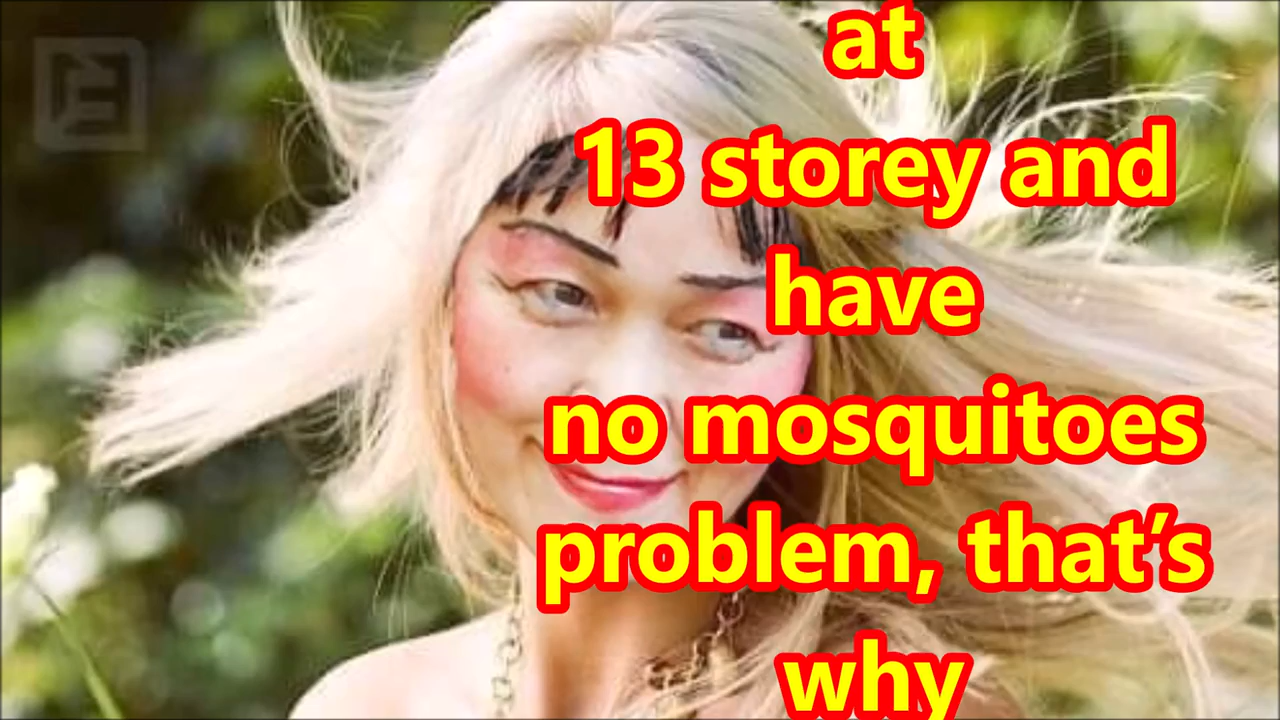 at
13 storey and
have
no mosquitoes
problem, that’s
why